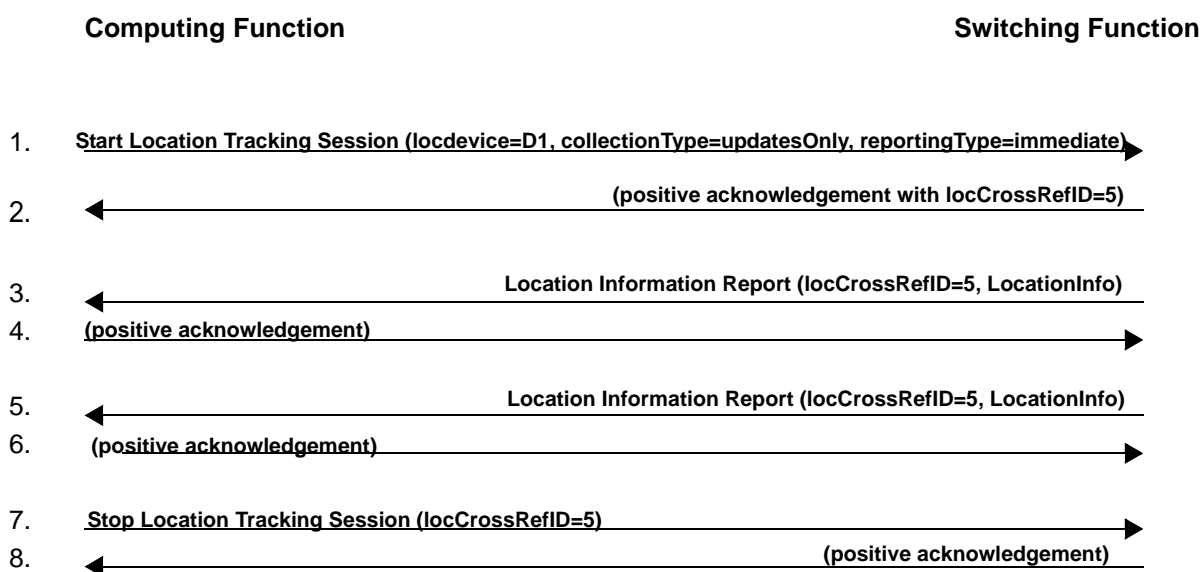 Computing Function Switching Function
1. Start Location Tracking Session (locdevice=D1, collectionType=updatesOnly, reportingType=immediate)
2. (positive acknowledgement with locCrossRefID=5)
3. Location Information Report (locCrossRefID=5, LocationInfo)
4. (positive acknowledgement)
5. Location Information Report (locCrossRefID=5, LocationInfo)
6. (positive acknowledgement)
7. Stop Location Tracking Session (locCrossRefID=5)
8. (positive acknowledgement)